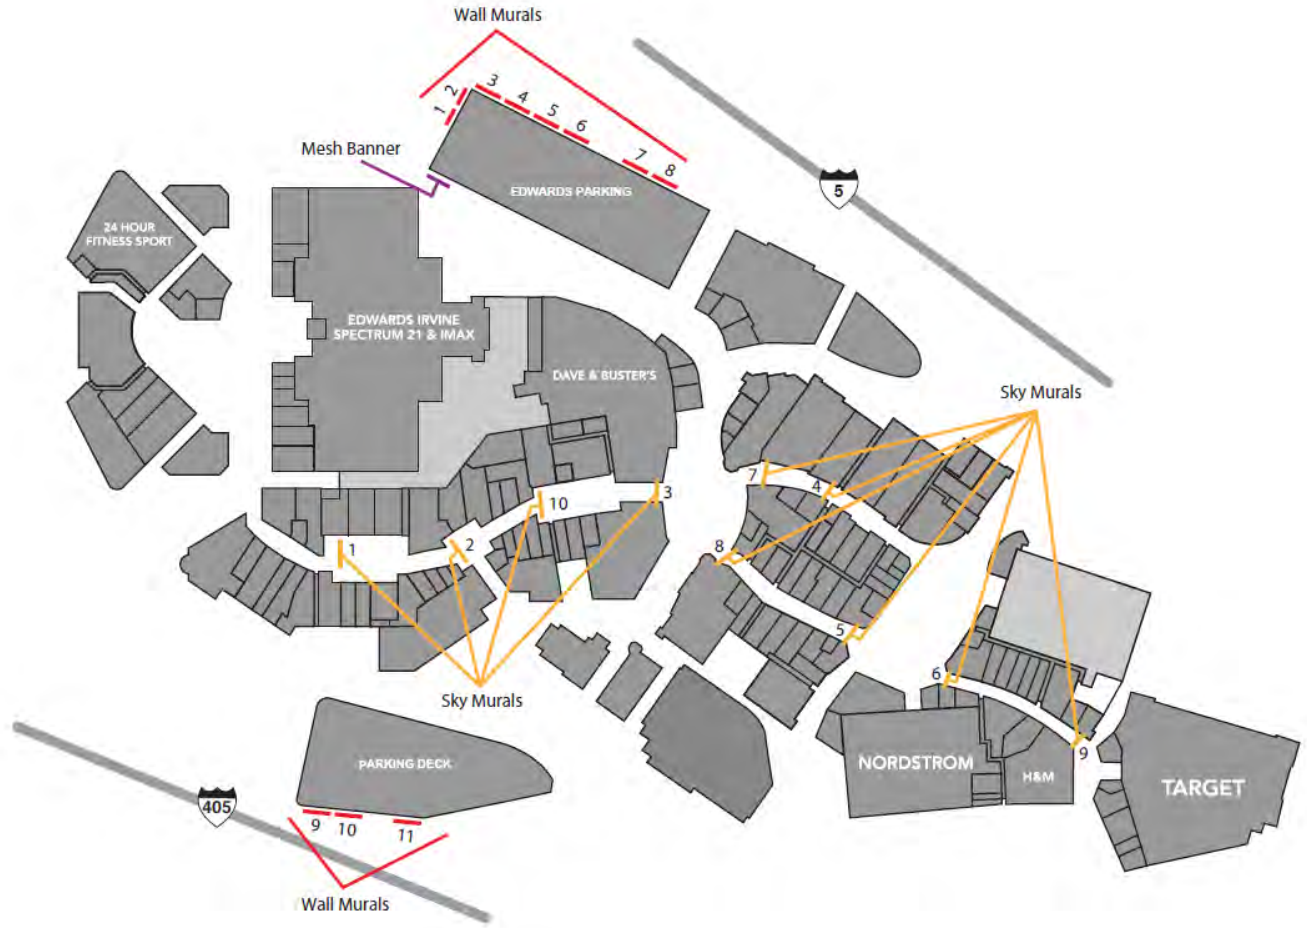 Wall Murals
1
2
3
4
5
6
7
8
Mesh Banner
EDWARDS PARKING
5
24 HOUR
FITNESS SPORT
EDWARDS IRVINE
SPECTRUM 21 & IMAX
DAVE & BUSTER'S
Sky Murals
7
4
3
10
1
2
8
5
6
9
Sky Murals
PARKING DECK
NORDSTROM
H&M
TARGET
405
9
10
11
Wall Murals